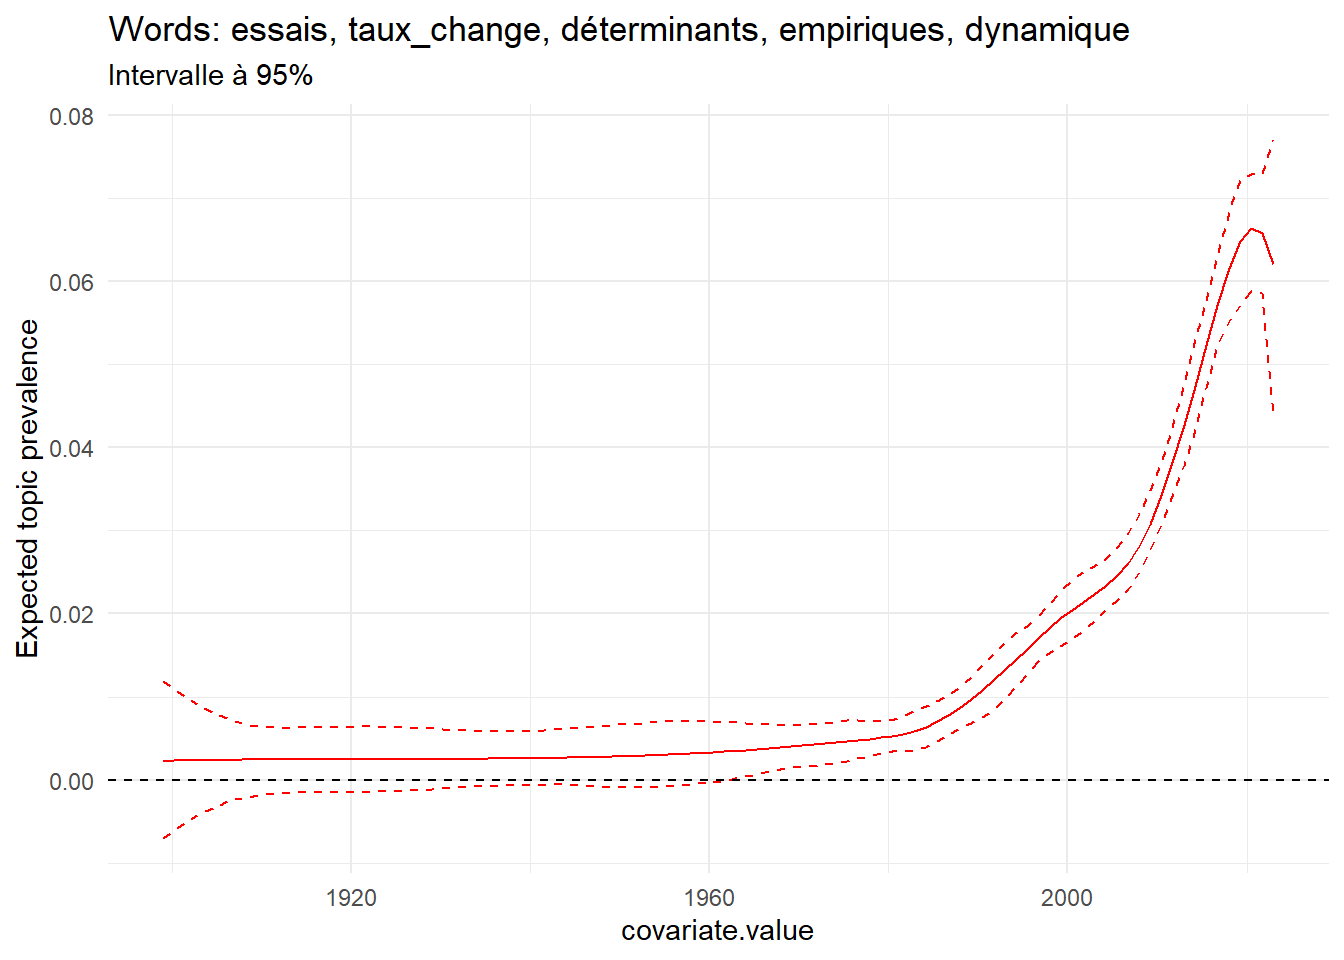 Words: essais, taux_change, déterminants, empiriques, dynamique
Intervalle à 95%
Expected topic prevalence
0.08
0.06
0.04
0.02
0.00
1920 1960 2000
covariate.value